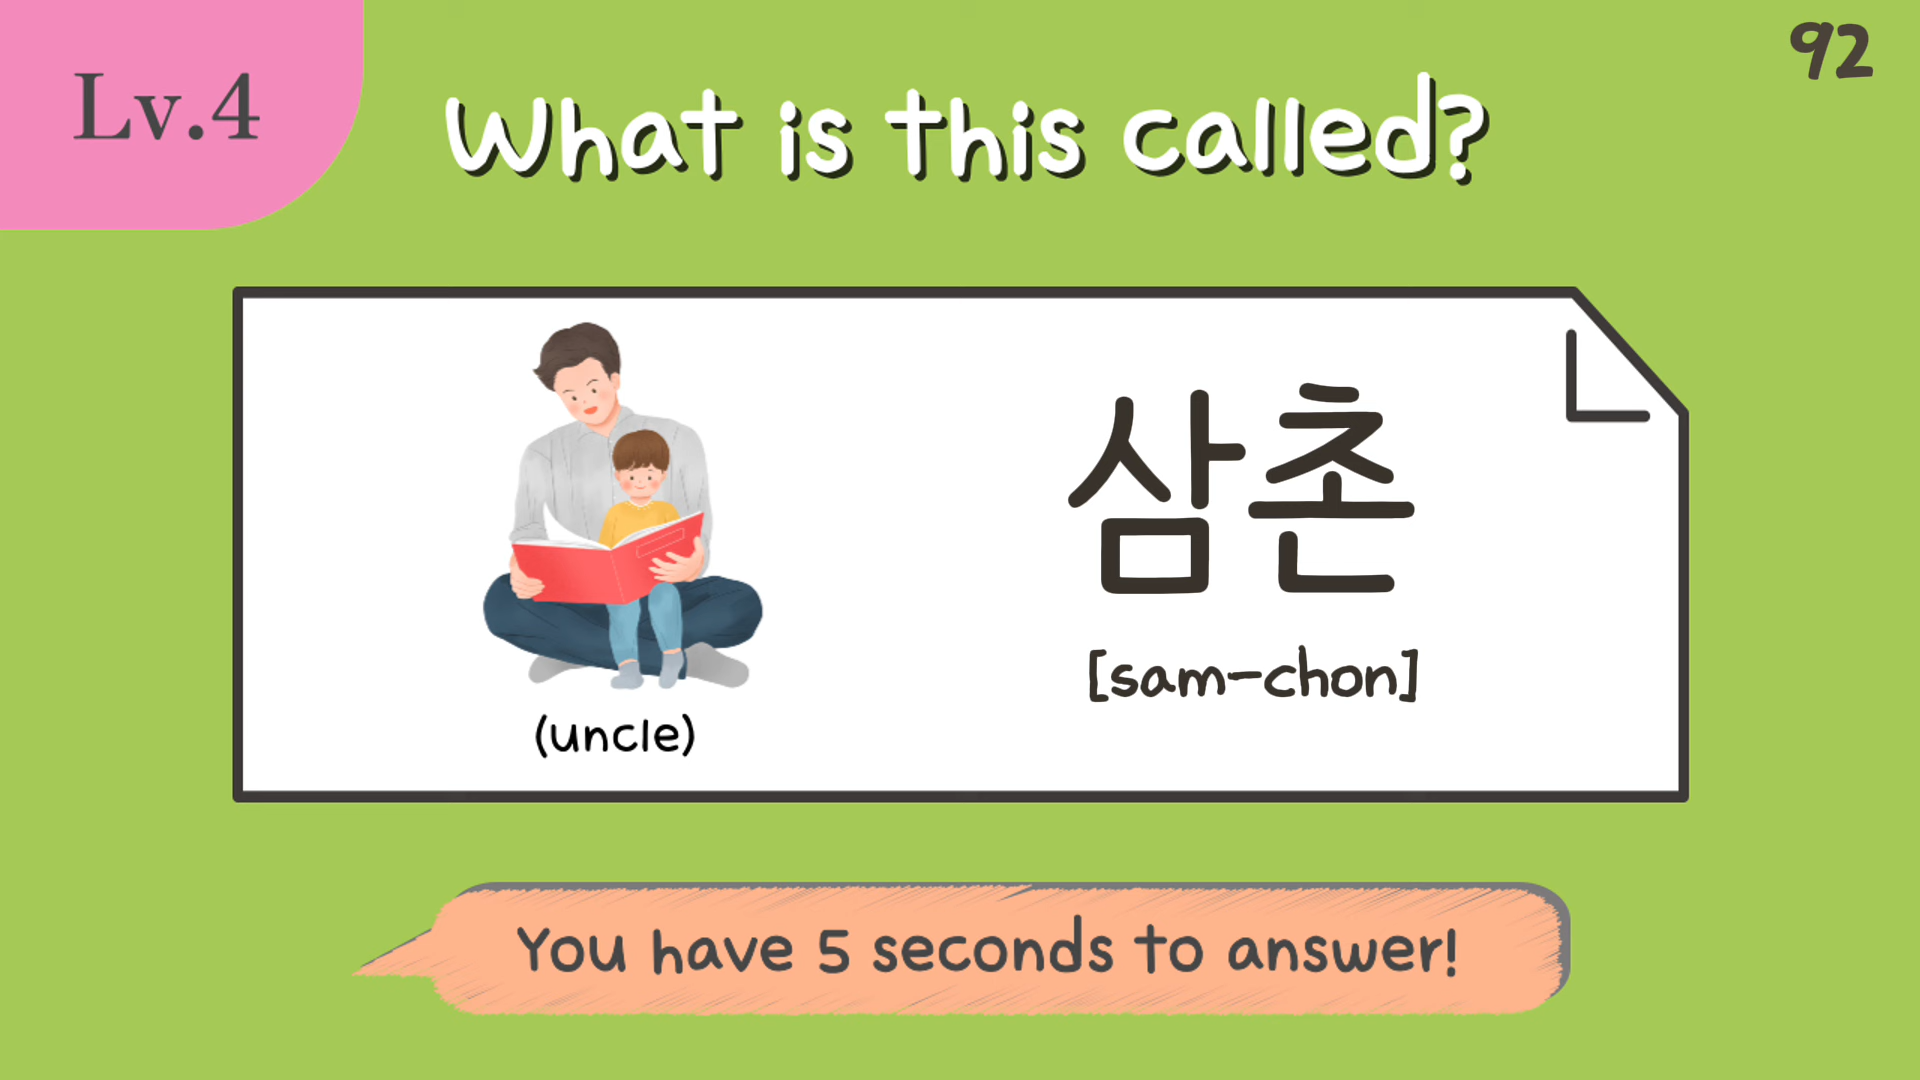 Lv.4
92
What is this called?
삼촌
[sam-chon]
(uncle)
You have 5 seconds to answer!